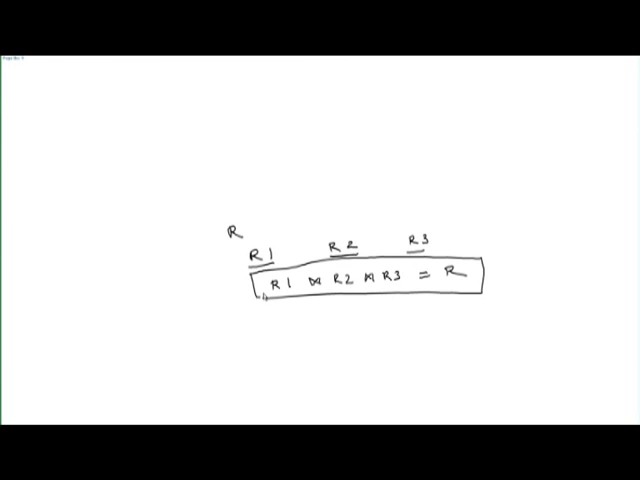 R
R1 R2 R3
R1 ⋈ R2 ⋈ R3 = R